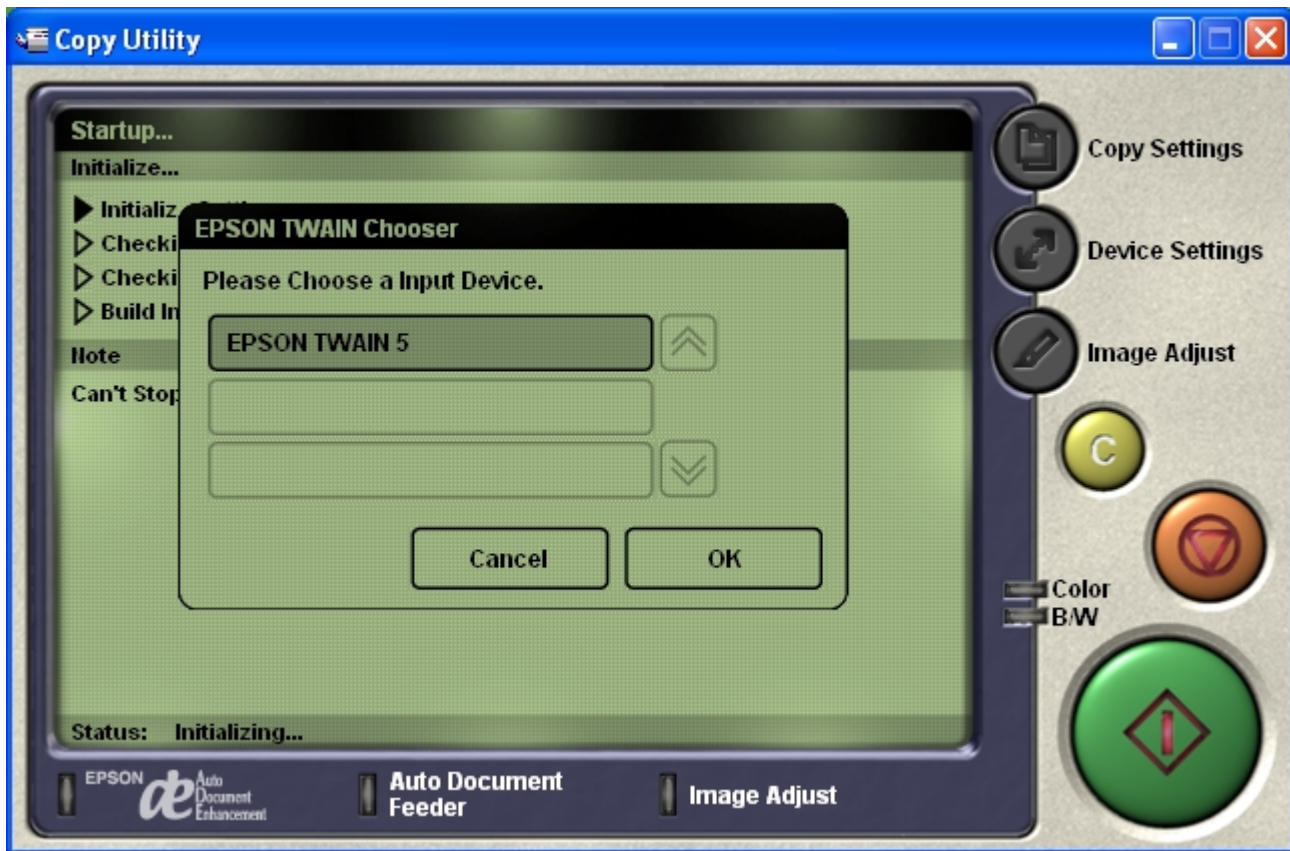 Copy Utility
Startup...
Initialize...
Initializ
Checki
Checki
Build In
Note
Can't Stop
EPSON TWAIN Chooser
Please Choose a Input Device.
EPSON TWAIN 5
Cancel
OK
Status: Initializing...
Copy Settings
Device Settings
Image Adjust
C
Color
B/W
EPSON
Auto
Document
Enhancement
Auto Document
Feeder
Image Adjust